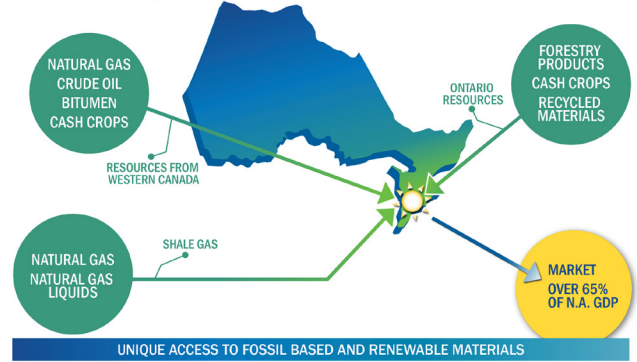 NATURAL GAS
CRUDE OIL
BITUMEN
CASH CROPS
RESOURCES FROM
WESTERN CANADA
ONTARIO
RESOURCES
FORESTRY
PRODUCTS
CASH CROPS
RECYCLED
MATERIALS
NATURAL GAS
NATURAL GAS
LIQUIDS
SHALE GAS
MARKET
OVER 65%
OF N.A. GDP
UNIQUE ACCESS TO FOSSIL BASED AND RENEWABLE MATERIALS